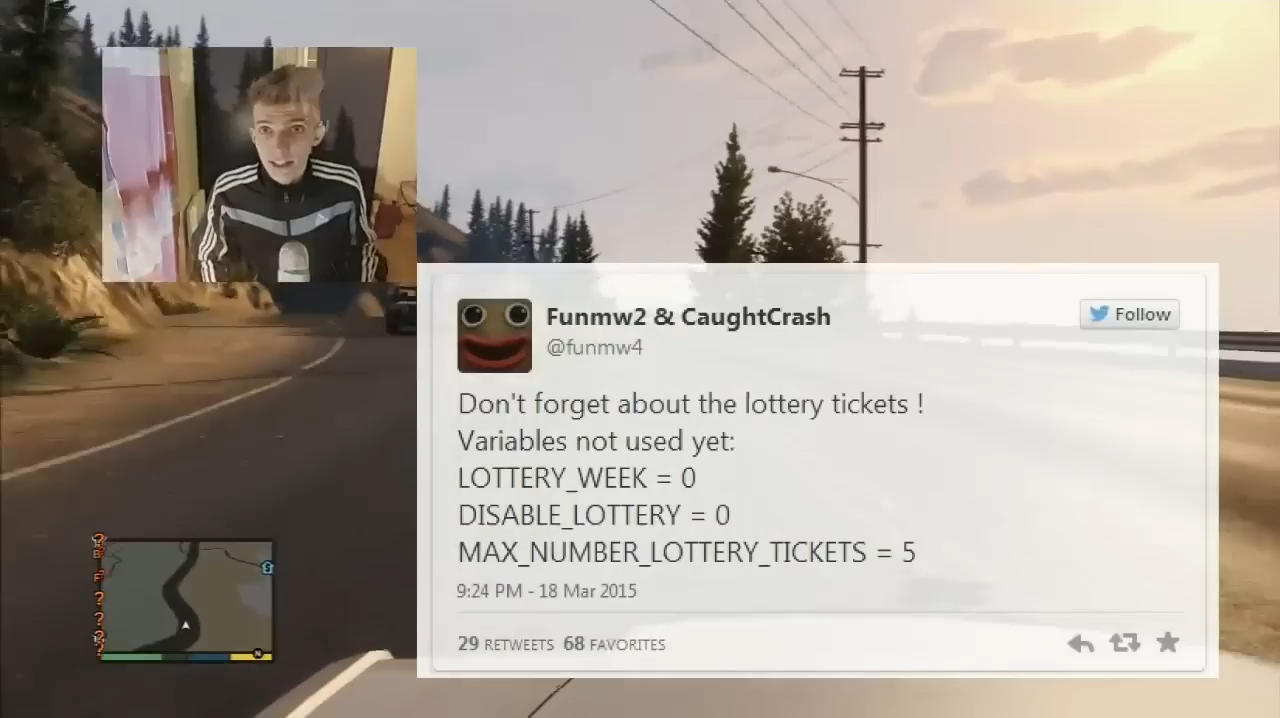 Funmw2 & CaughtCrash
Follow
@funmw4
Don't forget about the lottery tickets !
Variables not used yet:
LOTTERY_WEEK = 0
DISABLE_LOTTERY = 0
MAX_NUMBER_LOTTERY_TICKETS = 5
9:24 PM - 18 Mar 2015
29 RETWEETS 68 FAVORITES
N